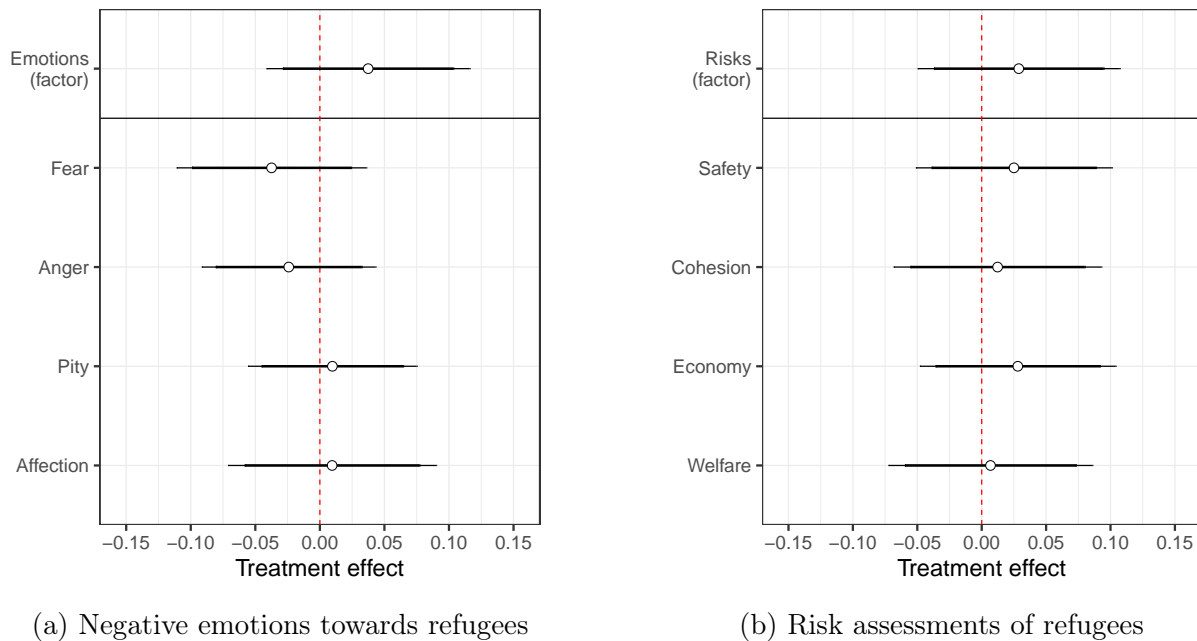 Emotions
(factor)
Fear
Anger
Pity
Affection
−0.15 −0.10 −0.05 0.00 0.05 0.10 0.15
Treatment effect
(a) Negative emotions towards refugees
Risks
(factor)
Safety
Cohesion
Economy
Welfare
−0.15 −0.10 −0.05 0.00 0.05 0.10 0.15
Treatment effect
(b) Risk assessments of refugees